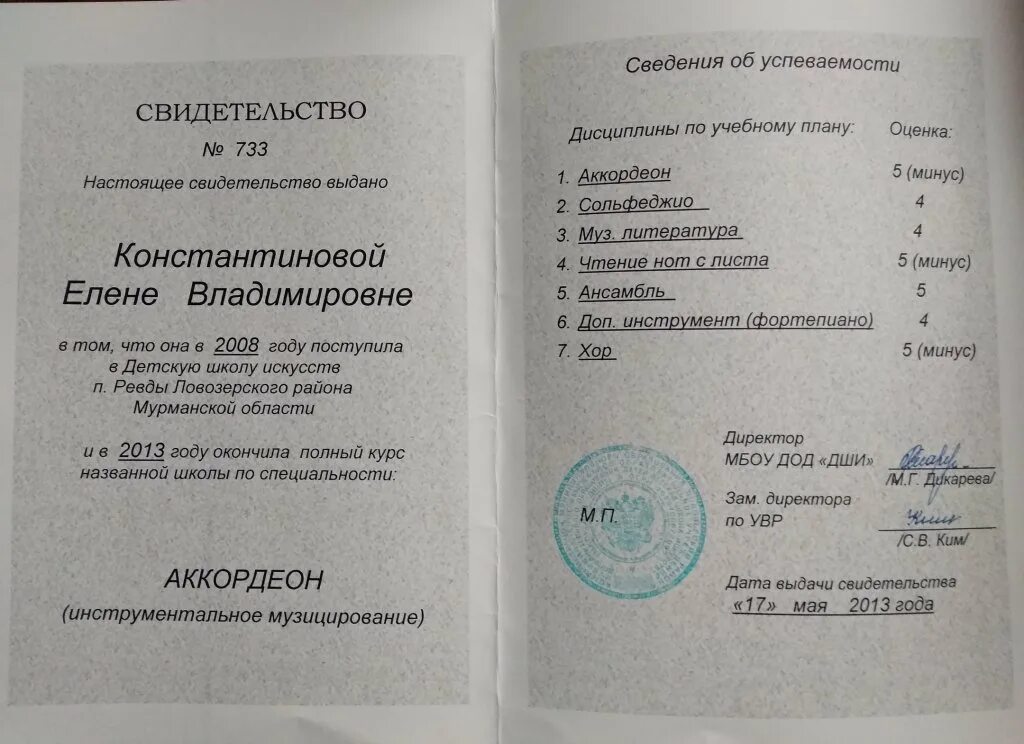 СВИДЕТЕЛЬСТВО
№ 733
Настоящее свидетельство выдано
Константиновой
Елене Владимировне
в том, что она в 2008 году поступила
в Детскую школу искусств
п. Ревды Ловозерского района
Мурманской области
и в 2013 году окончила полный курс
названной школы по специальности:
АККОРДЕОН
(инструментальное музицирование)
Сведения об успеваемости
Дисциплины по учебному плану: Оценка:
1. Аккордеон 5 (минус)
2. Сольфеджио 4
3. Муз. литература 4
4. Чтение нот с листа 5 (минус)
5. Ансамбль 5
6. Доп. инструмент (фортепиано) 4
7. Хор 5 (минус)
Директор
МБОУ ДОД «ДШИ»
/М.Г. Дикарева/
Зам. директора
по УВР
/С.В. Ким/
М.П.
Дата выдачи свидетельства
«17» мая 2013 года